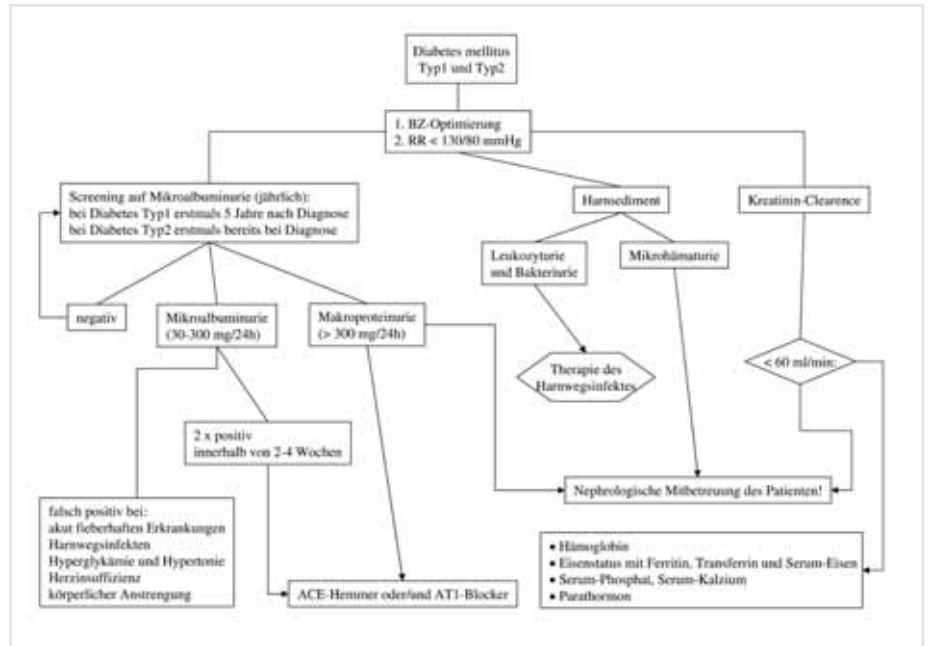 Diabetes mellitus
Typ1 und Typ2
1. BZ-Optimierung
2. RR < 130/80 mmHg
Screening auf Mikroalbuminurie (jährlich):
bei Diabetes Typ1 erstmals 5 Jahre nach Diagnose
bei Diabetes Typ2 erstmals bereits bei Diagnose
Harnsediment
Kreatinin-Clearence
Leukozyturie
und Bakteriurie
Mikrohämaturie
negativ
Mikroalbuminurie
(30-300 mg/24h)
Makroproteinurie
(> 300 mg/24h)
< 60 ml/min:
Therapie des
Harnwegsinfektes
2 x positiv
innerhalb von 2-4 Wochen
Nephrologische Mitbetreuung des Patienten!
falsch positiv bei:
akut fieberhaften Erkrankungen
Harnwegsinfekten
Hyperglykämie und Hypertonie
Herzinsuffizienz
körperlicher Anstrengung
• Hämoglobin
• Eisenstatus mit Ferritin, Transferrin und Serum-Eisen
• Serum-Phosphat, Serum-Kalzium
• Parathormon
ACE-Hemmer oder/und AT1-Blocker